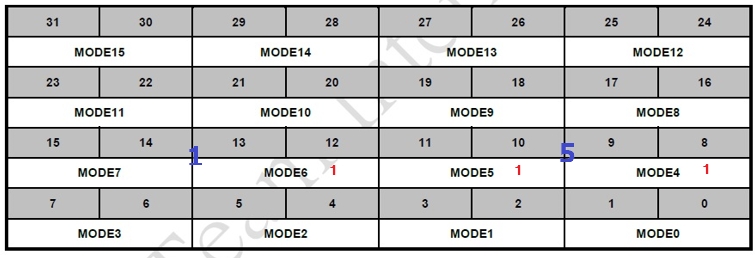 31 30 29 28 27 26 25 24
MODE15 MODE14 MODE13 MODE12
23 22 21 20 19 18 17 16
MODE11 MODE10 MODE9 MODE8
15 14 1 13 12 11 10 5 9 8
MODE7 MODE6 1 MODE5 1 MODE4 1
7 6 5 4 3 2 1 0
MODE3 MODE2 MODE1 MODE0
Team Inte